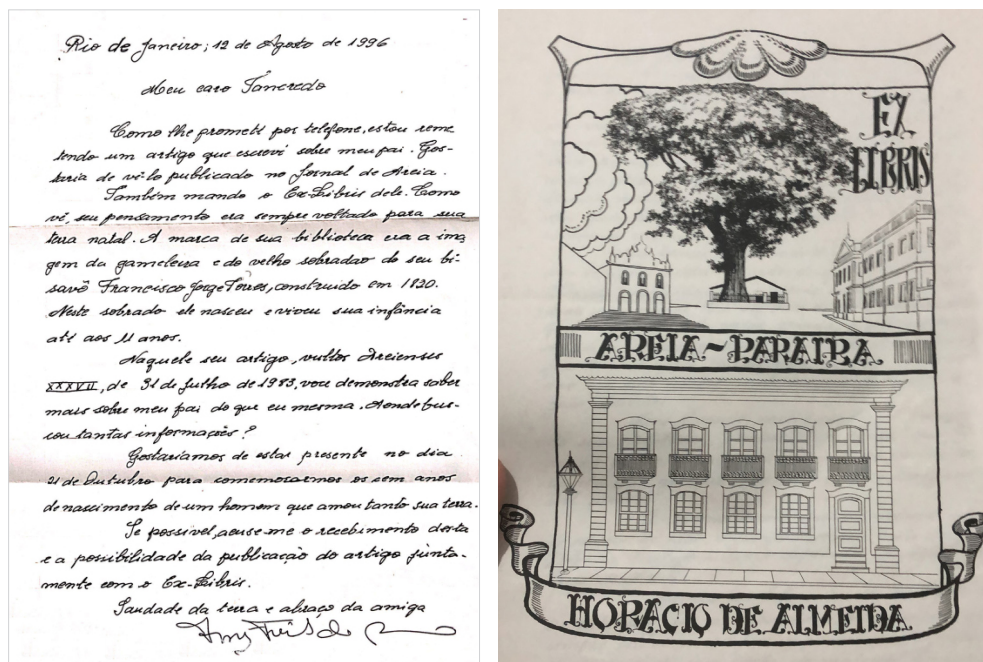 Rio de Janeiro, 12 de Agosto de 1996
Meu caro Tancredo
Como lhe prometi por telefone, estou reme
tendo um artigo que escrevi sobre meu pai. Gos-
taria de vê-lo publicado no Jornal de Areia.
Também mando o Ex-Libris dele. Como
vê, seu pensamento era sempre voltado para sua
terra natal. A marca de sua biblioteca era a ima
gem da gameleira e do velho sobradão do seu bi-
savô Francisco Jorge Torres, construido em 1820.
Neste sobrado ele nasceu e viveu sua infância
até aos 11 anos.
Naquele seu artigo, vultos Areienses
XXXVII, de 31 de Julho de 1983, voce demonstra saber
mais sobre meu pai do que eu mesma. Aonde bus-
cou tantas informações?
Gostariamos de estar presente no dia
21 de Outubro para comemorarmos os cem anos
de nascimento de um homem que amou tanto sua terra.
Se possivel, acuse-me o recebimento desta
e a possibilidade da publicação do artigo junta-
mente com o Ex-Libris.
Saudade da terra e abraço da amiga
EX
LIBRIS
AREIA~PARAIBA
HORACIO DE ALMEIDA